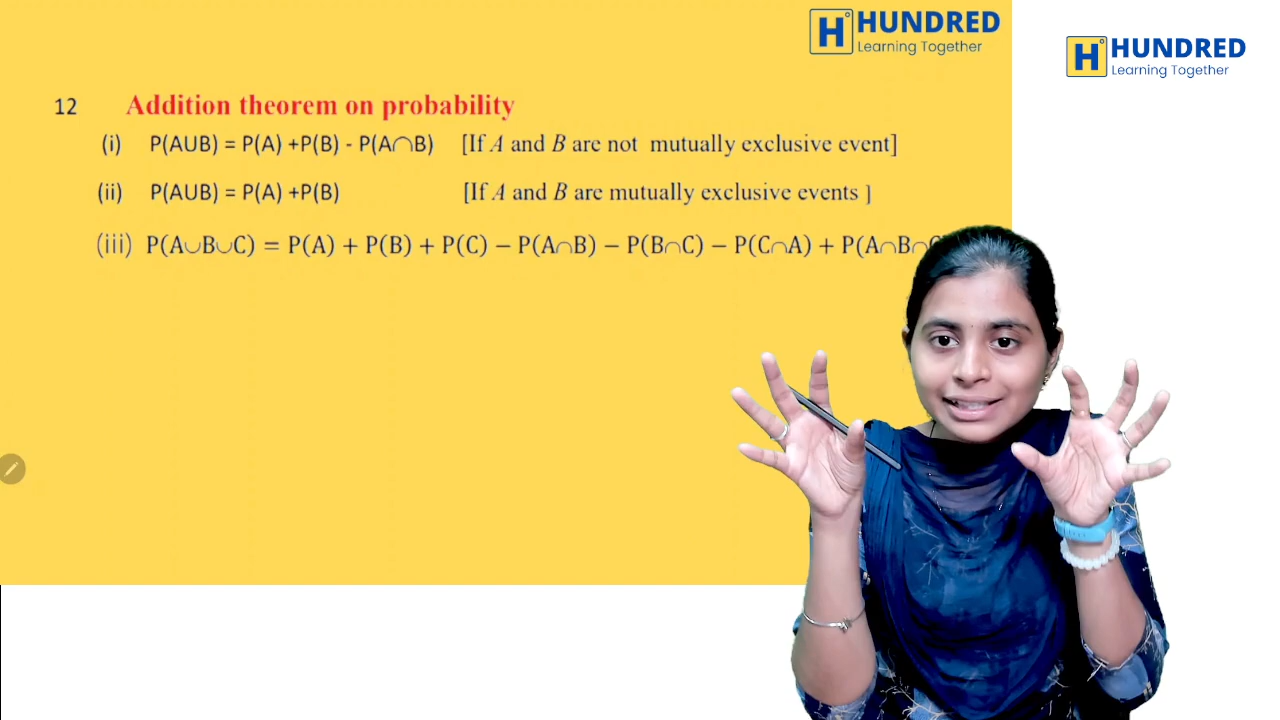 HUNDRED
Learning Together
HUNDRED
Learning Together
12 Addition theorem on probability
(i) P(AUB) = P(A) +P(B) - P(A∩B) [If A and B are not mutually exclusive event]
(ii) P(AUB) = P(A) +P(B) [If A and B are mutually exclusive events ]
(iii) P(A∪B∪C) = P(A) + P(B) + P(C) − P(A∩B) − P(B∩C) − P(C∩A) + P(A∩B∩